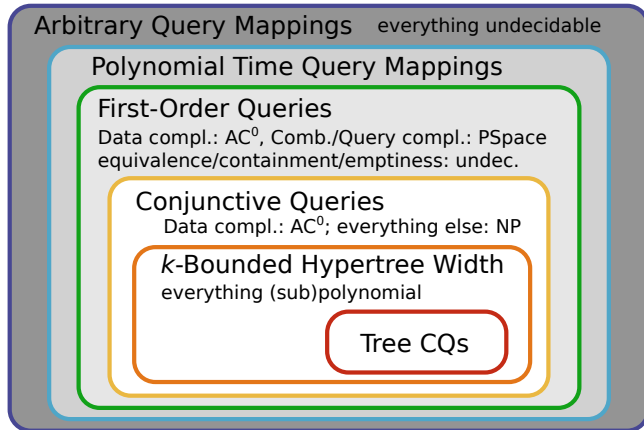 Arbitrary Query Mappings everything undecidable
Polynomial Time Query Mappings
First-Order Queries
Data compl.: AC⁰, Comb./Query compl.: PSpace
equivalence/containment/emptiness: undec.
Conjunctive Queries
Data compl.: AC⁰; everything else: NP
k-Bounded Hypertree Width
everything (sub)polynomial
Tree CQs